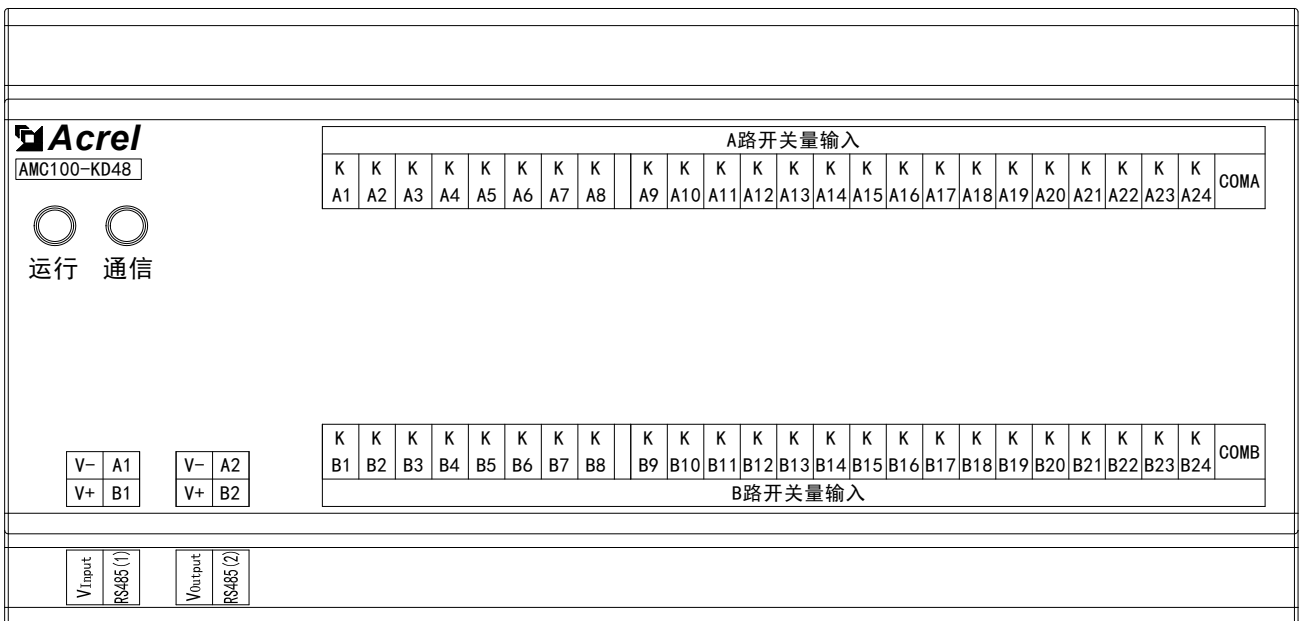 Acrel
AMC100-KD48
运行 通信
A路开关量输入
K K K K K K K K K K K K K K K K K K K K K K K K
A1 A2 A3 A4 A5 A6 A7 A8 A9 A10 A11 A12 A13 A14 A15 A16 A17 A18 A19 A20 A21 A22 A23 A24 COMA
K K K K K K K K K K K K K K K K K K K K K K K K
B1 B2 B3 B4 B5 B6 B7 B8 B9 B10 B11 B12 B13 B14 B15 B16 B17 B18 B19 B20 B21 B22 B23 B24 COMB
B路开关量输入
V- A1 V- A2
V+ B1 V+ B2
VInput RS485(1) VOutput RS485(2)